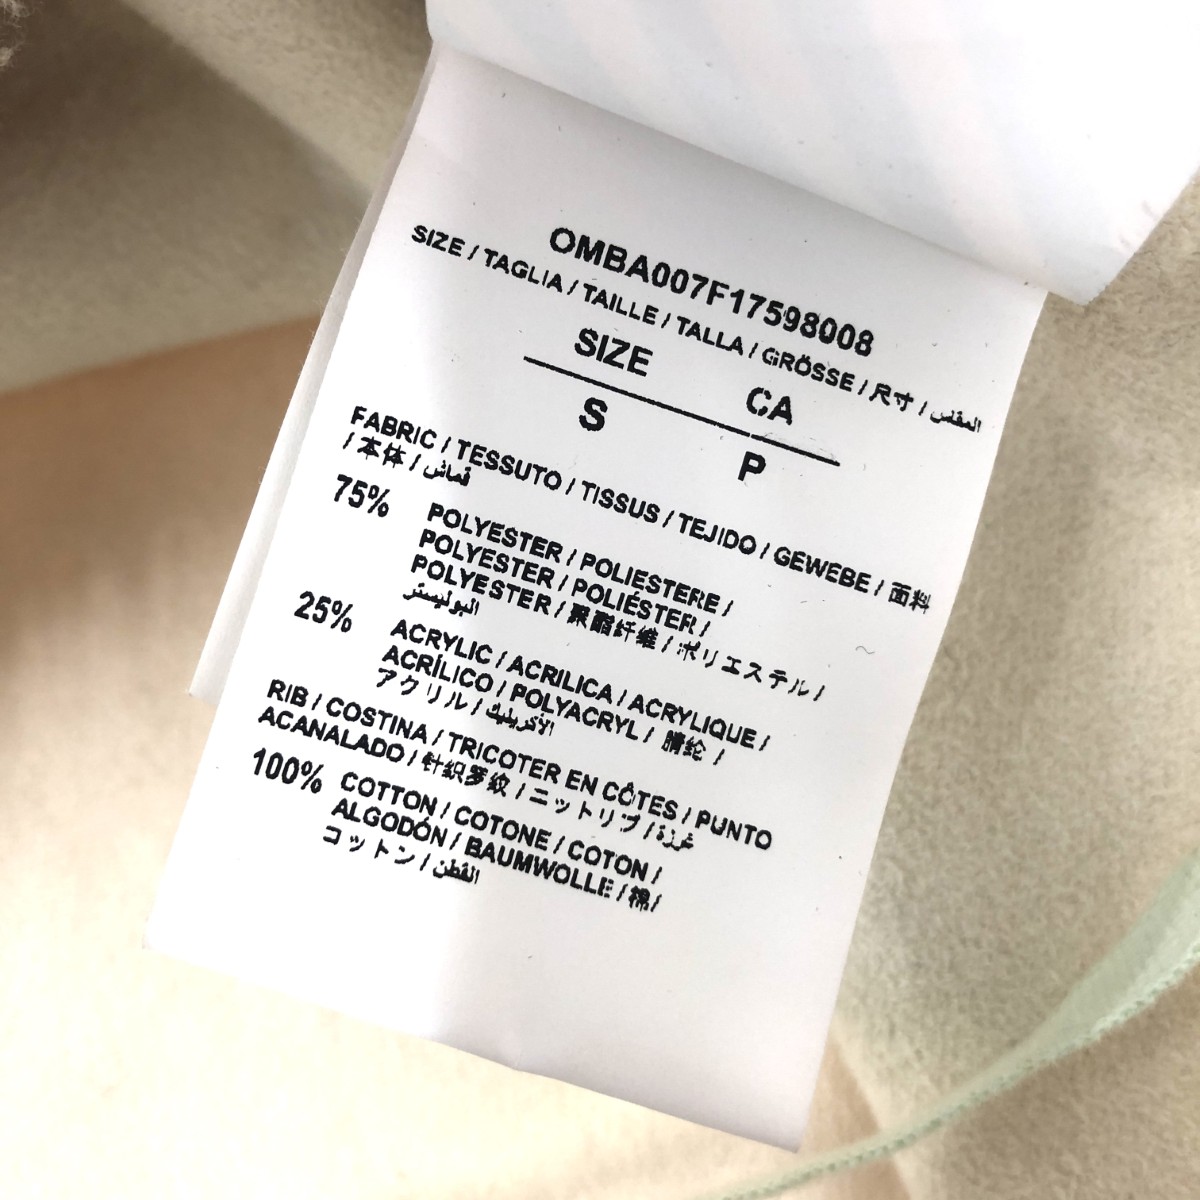 OMBA007F17598008
SIZE / TAGLIA / TAILLE / TALLA / GRÖSSE / 尺寸 / المقاس
SIZE CA
S P
FABRIC / TESSUTO / TISSUS / TEJIDO / GEWEBE / 面料
/ 本体 / قماش
75% POLYESTER / POLIESTERE /
POLYESTER / POLIÉSTER /
POLYESTER / 聚酯纤维 / ポリエステル /
البوليستر
25% ACRYLIC / ACRILICA / ACRYLIQUE /
ACRÍLICO / POLYACRYL / 腈纶 /
アクリル / الأكريليك
RIB / COSTINA / TRICOTER EN CÔTES / PUNTO
ACANALADO / 针织罗纹 / ニットリブ / غرزة
100% COTTON / COTONE / COTON /
ALGODÓN / BAUMWOLLE / 棉 /
コットン / القطن